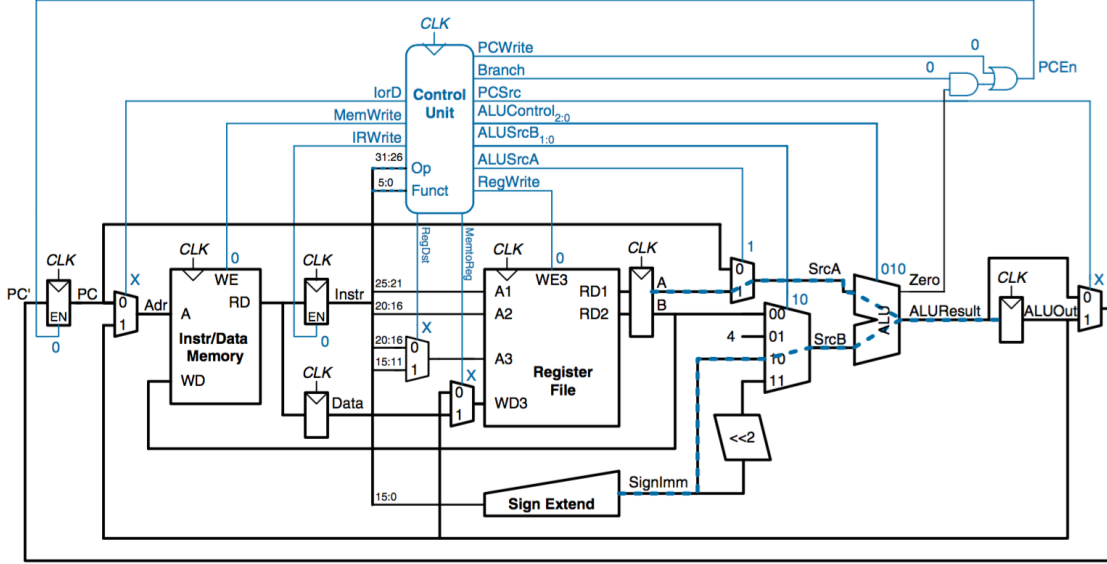 CLK
PCWrite
0
Branch
0
PCEn
IorD
Control
Unit
PCSrc
MemWrite
ALUControl2:0
IRWrite
ALUSrcB1:0
31:26
Op
ALUSrcA
5:0
Funct
RegWrite
RegDst
MemtoReg
CLK
CLK
CLK
CLK
CLK
CLK
X
0
0
1
10
010
X
PC'
PC
EN
0
0
1
Adr
WE
RD
A
Instr/Data
Memory
WD
EN
0
Instr
CLK
Data
25:21
20:16
20:16
15:11
X
0
1
X
0
1
A1
A2
A3
WD3
WE3
RD1
RD2
Register
File
A
B
0
1
SrcA
00
4
01
10
11
SrcB
ALU
Zero
ALUResult
ALUOut
0
1
<<2
15:0
Sign Extend
SignImm